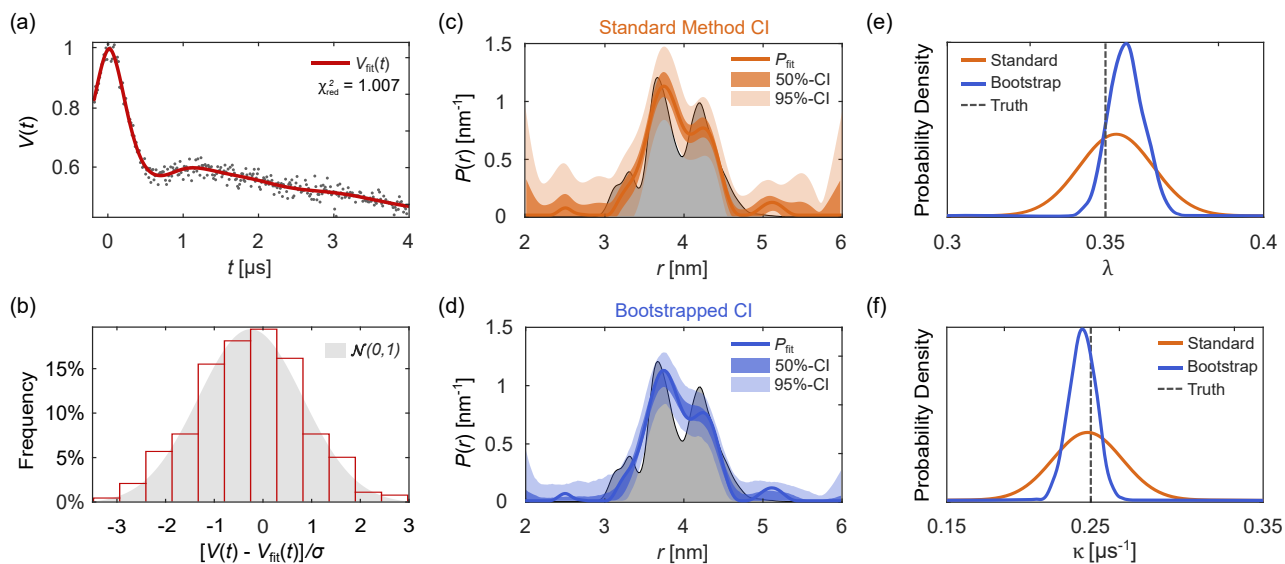 (a)
V(t)
1
0.8
0.6
0
1
2
3
4
t [µs]
V_fit(t)
χ²_red = 1.007
(b)
Frequency
15%
10%
5%
0%
-3
-2
-1
0
1
2
3
[V(t) - V_fit(t)]/σ
𝒩(0,1)
(c)
Standard Method CI
P(r) [nm⁻¹]
1.5
1
0.5
0
2
3
4
5
6
r [nm]
P_fit
50%-CI
95%-CI
(d)
Bootstrapped CI
P(r) [nm⁻¹]
1.5
1
0.5
0
2
3
4
5
6
r [nm]
P_fit
50%-CI
95%-CI
(e)
Probability Density
Standard
Bootstrap
Truth
0.3
0.35
0.4
λ
(f)
Probability Density
Standard
Bootstrap
Truth
0.15
0.25
0.35
κ [µs⁻¹]